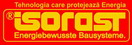 Tehnologia care protejează Energia
isorast
Energiebewusste Bausysteme.